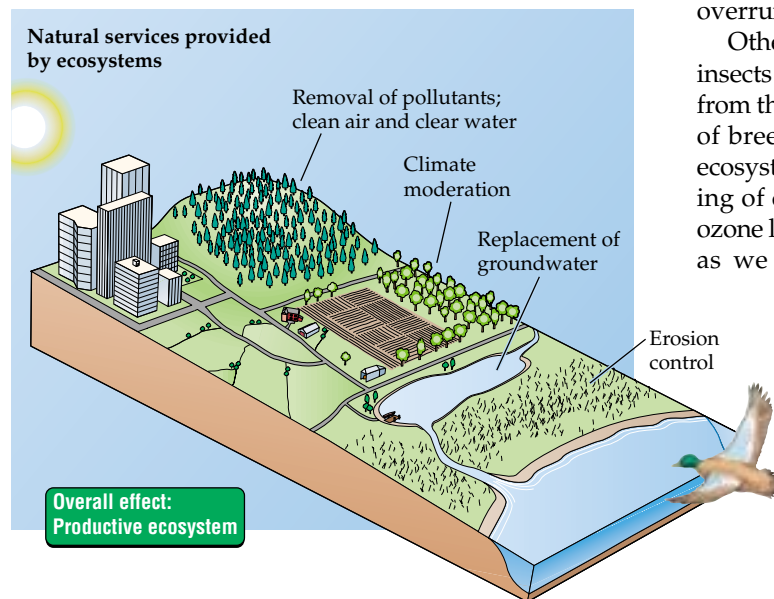 Natural services provided
by ecosystems
Removal of pollutants;
clean air and clear water
Climate
moderation
Replacement of
groundwater
Erosion
control
Overall effect:
Productive ecosystem
Othe
insects
from th
of bree
ecosyst
ing of
ozone l
as we